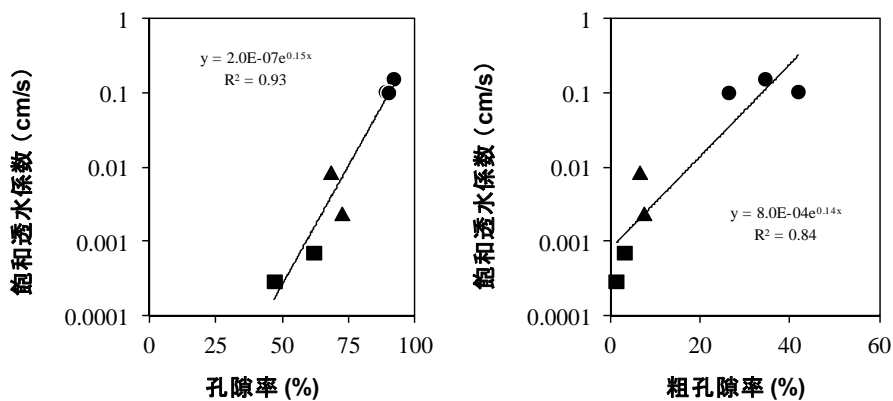 飽和透水係数 (cm/s)
1
0.1
0.01
0.001
0.0001
y = 2.0E-07e^0.15x
R² = 0.93
0
25
50
75
100
孔隙率 (%)
飽和透水係数 (cm/s)
1
0.1
0.01
0.001
0.0001
y = 8.0E-04e^0.14x
R² = 0.84
0
20
40
60
粗孔隙率 (%)